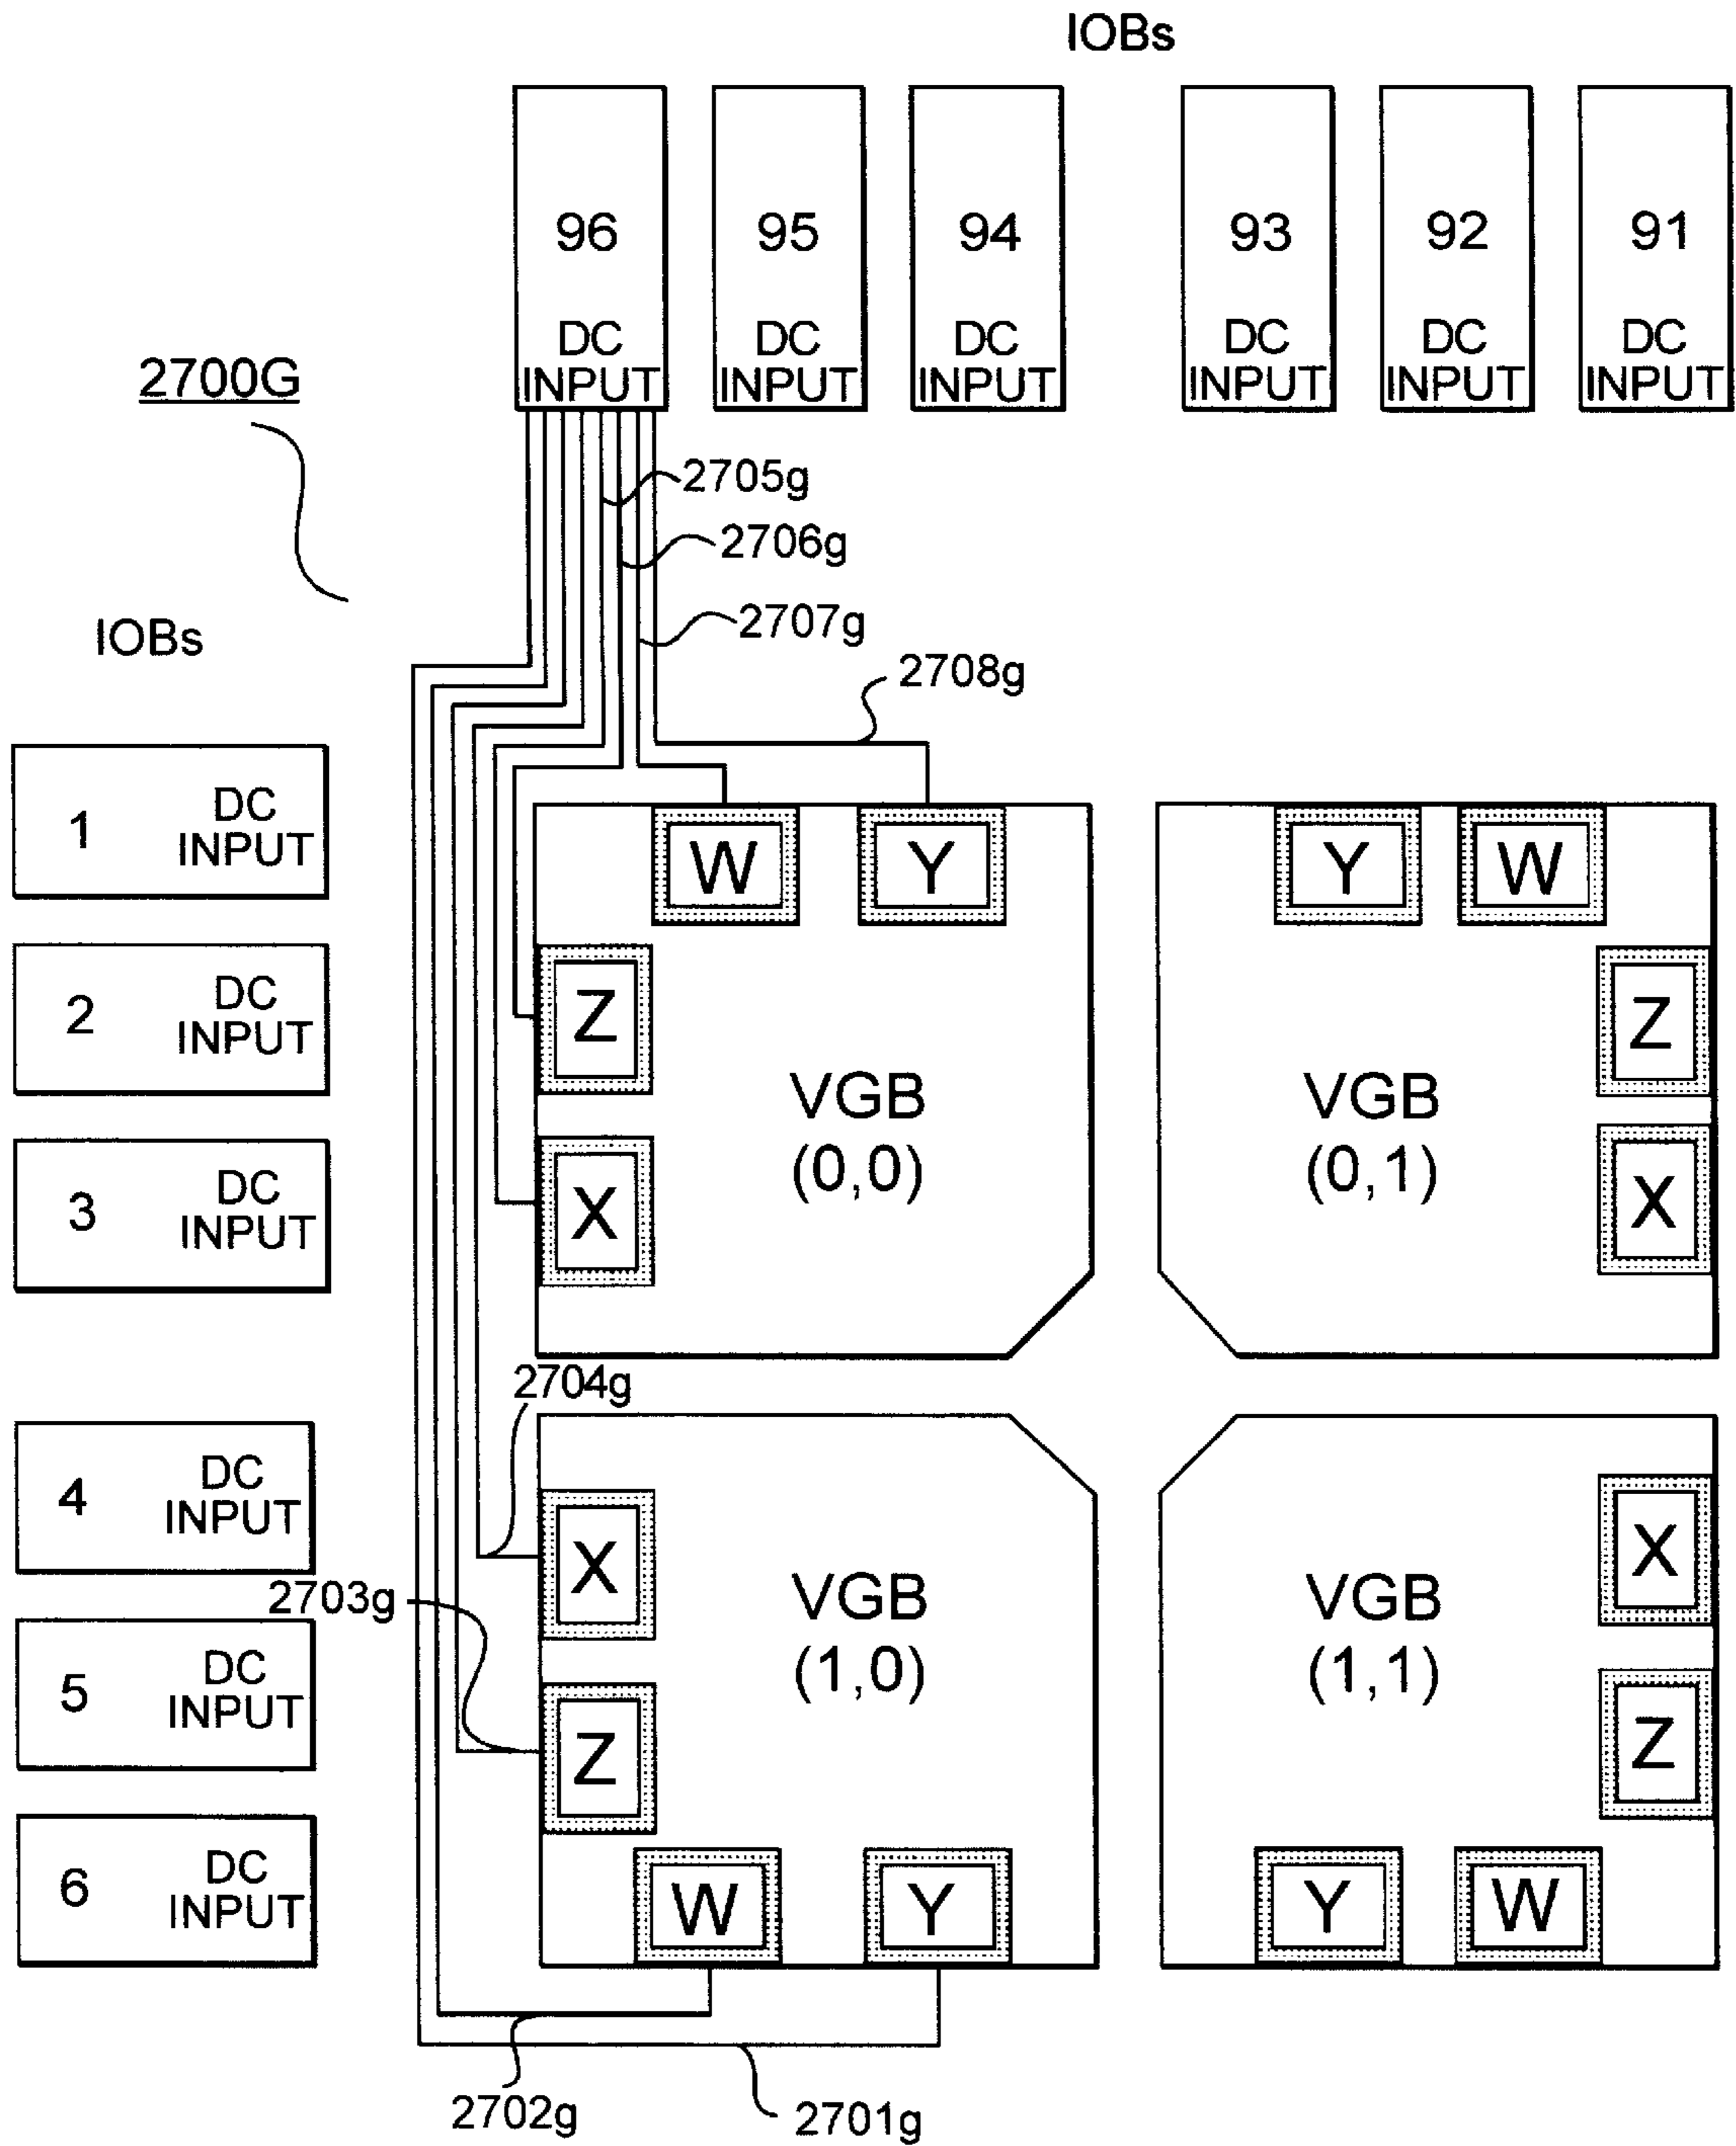 IOBs
96
DC
INPUT
95
DC
INPUT
94
DC
INPUT
93
DC
INPUT
92
DC
INPUT
91
DC
INPUT
2700G
2705g
2706g
2707g
2708g
IOBs
1
DC
INPUT
2
DC
INPUT
3
DC
INPUT
4
DC
INPUT
5
DC
INPUT
6
DC
INPUT
W
Y
Z
X
VGB
(0,0)
Y
W
Z
X
VGB
(0,1)
2704g
2703g
X
Z
W
Y
VGB
(1,0)
X
Z
Y
W
VGB
(1,1)
2702g
2701g